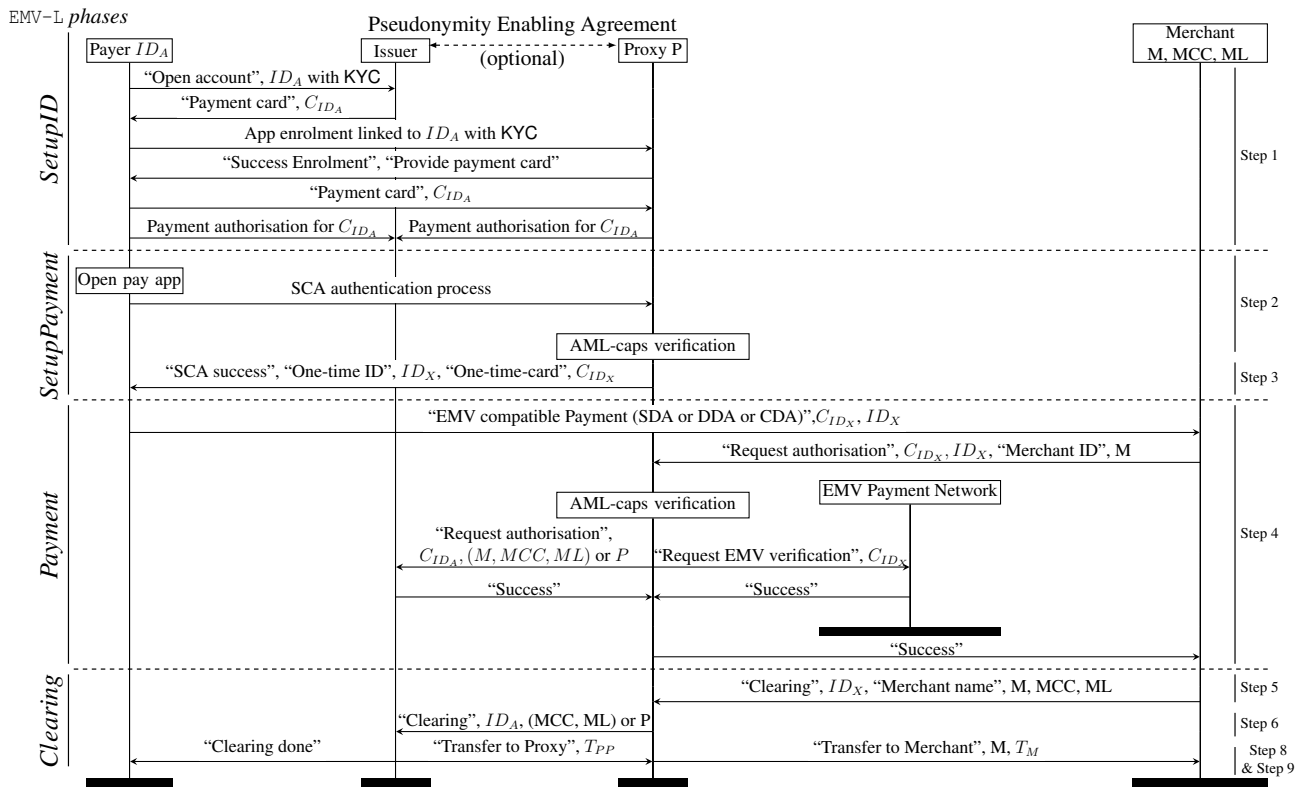 EMV-L phases
Pseudonymity Enabling Agreement
(optional)
Payer ID_A
Issuer
Proxy P
Merchant
M, MCC, ML
SetupID
“Open account”, ID_A with KYC
“Payment card”, C_{ID_A}
App enrolment linked to ID_A with KYC
“Success Enrolment”, “Provide payment card”
Step 1
“Payment card”, C_{ID_A}
Payment authorisation for C_{ID_A}
Payment authorisation for C_{ID_A}
SetupPayment
Open pay app
SCA authentication process
Step 2
AML-caps verification
“SCA success”, “One-time ID”, ID_X, “One-time-card”, C_{ID_X}
Step 3
Payment
“EMV compatible Payment (SDA or DDA or CDA)”,C_{ID_X}, ID_X
“Request authorisation”, C_{ID_X}, ID_X, “Merchant ID”, M
AML-caps verification
EMV Payment Network
Step 4
“Request authorisation”,
C_{ID_A}, (M, MCC, ML) or P
“Request EMV verification”, C_{ID_X}
“Success”
“Success”
“Success”
Clearing
“Clearing”, ID_X, “Merchant name”, M, MCC, ML
Step 5
“Clearing”, ID_A, (MCC, ML) or P
Step 6
“Clearing done”
“Transfer to Proxy”, T_{PP}
“Transfer to Merchant”, M, T_M
Step 8
& Step 9